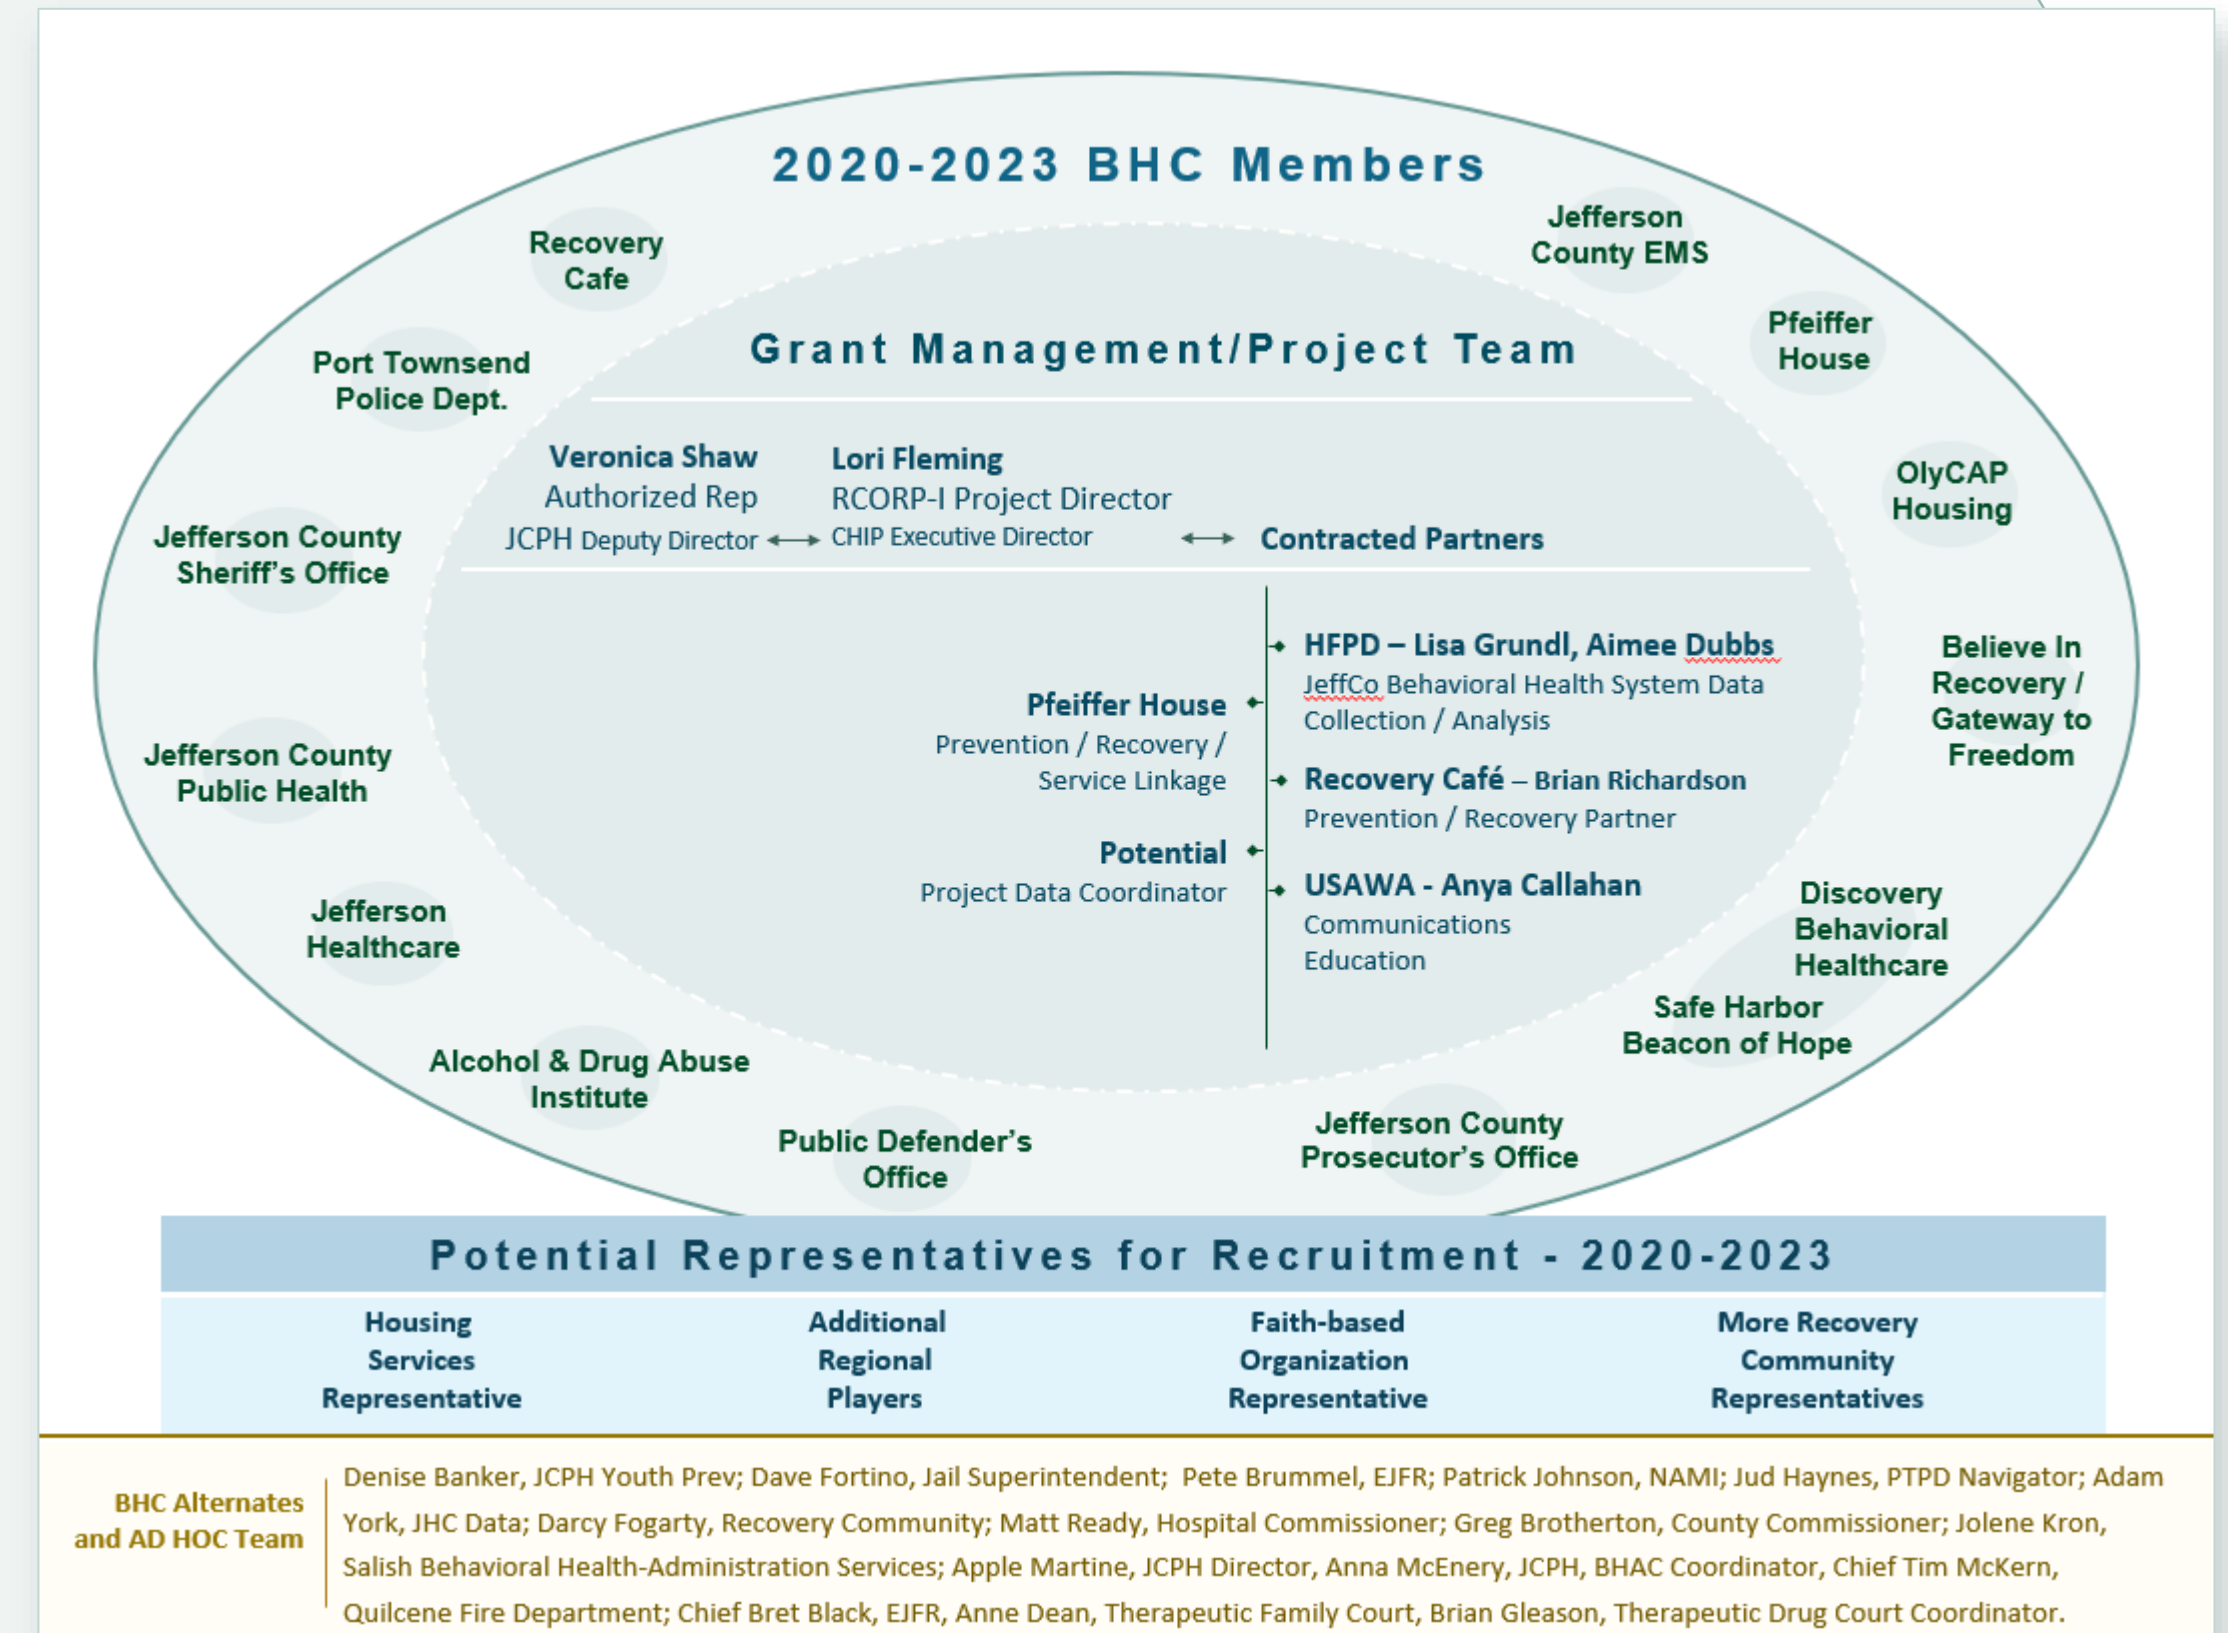 2020-2023 BHC Members
Recovery
Cafe
Jefferson
County EMS
Port Townsend
Police Dept.
Pfeiffer
House
Jefferson County
Sheriff's Office
OlyCAP
Housing
Jefferson County
Public Health
Believe In
Recovery /
Gateway to
Freedom
Jefferson
Healthcare
Discovery
Behavioral
Healthcare
Safe Harbor
Beacon of Hope
Alcohol & Drug Abuse
Institute
Public Defender's
Office
Jefferson County
Prosecutor's Office
Grant Management/Project Team
Veronica Shaw
Authorized Rep
JCPH Deputy Director
Lori Fleming
RCORP-I Project Director
CHIP Executive Director
Contracted Partners
HFPD – Lisa Grundl, Aimee Dubbs
JeffCo Behavioral Health System Data
Collection / Analysis
Pfeiffer House
Prevention / Recovery /
Service Linkage
Recovery Café – Brian Richardson
Prevention / Recovery Partner
Potential
Project Data Coordinator
USAWA - Anya Callahan
Communications
Education
Potential Representatives for Recruitment - 2020-2023
Housing
Services
Representative
Additional
Regional
Players
Faith-based
Organization
Representative
More Recovery
Community
Representatives
BHC Alternates
and AD HOC Team
Denise Banker, JCPH Youth Prev; Dave Fortino, Jail Superintendent;  Pete Brummel, EJFR; Patrick Johnson, NAMI; Jud Haynes, PTPD Navigator; Adam
York, JHC Data; Darcy Fogarty, Recovery Community; Matt Ready, Hospital Commissioner; Greg Brotherton, County Commissioner; Jolene Kron,
Salish Behavioral Health-Administration Services; Apple Martine, JCPH Director, Anna McEnery, JCPH, BHAC Coordinator, Chief Tim McKern,
Quilcene Fire Department; Chief Bret Black, EJFR, Anne Dean, Therapeutic Family Court, Brian Gleason, Therapeutic Drug Court Coordinator.